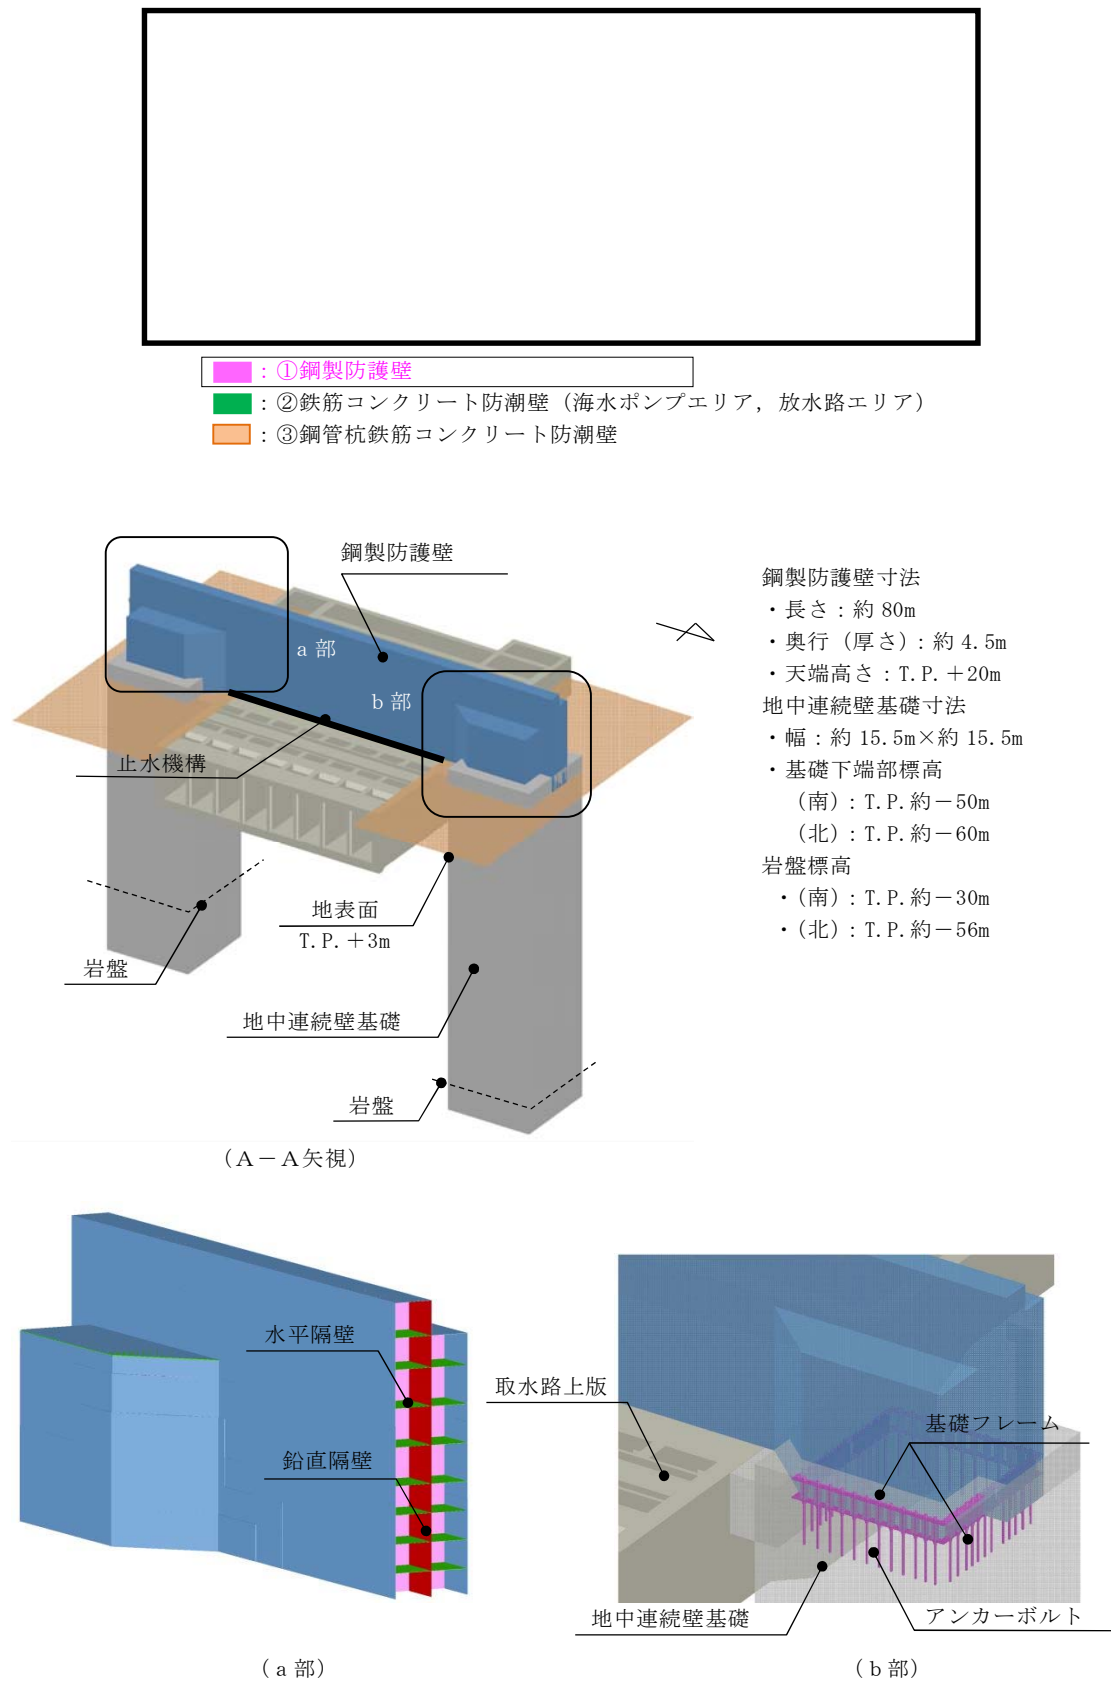 ：①鋼製防護壁
：②鉄筋コンクリート防潮壁（海水ポンプエリア，放水路エリア）
：③鋼管杭鉄筋コンクリート防潮壁
鋼製防護壁
a 部
b 部
止水機構
地表面
T.P.＋3m
岩盤
地中連続壁基礎
岩盤
（Ａ－Ａ矢視）
鋼製防護壁寸法
・長さ：約 80m
・奥行（厚さ）：約 4.5m
・天端高さ：T.P.＋20m
地中連続壁基礎寸法
・幅：約 15.5m×約 15.5m
・基礎下端部標高
（南）：T.P.約－50m
（北）：T.P.約－60m
岩盤標高
・（南）：T.P.約－30m
・（北）：T.P.約－56m
水平隔壁
鉛直隔壁
（a 部）
取水路上版
基礎フレーム
地中連続壁基礎
アンカーボルト
（b 部）